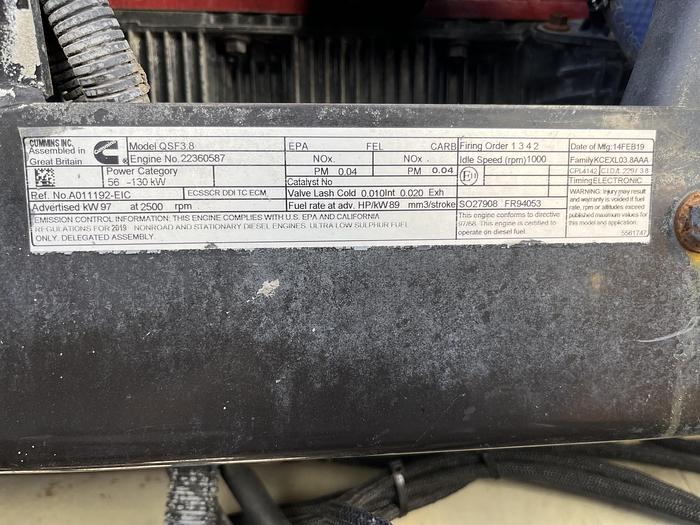 CUMMINS INC.
Assembled in
Great Britain
Model QSF3.8
Engine No. 22360587
Power Category
56 –130 kW
Ref. No. A011192-EIC
ECSSCR DDI TC ECM
Advertised kW 97 at 2500 rpm
EPA FEL CARB
NOx. NOx.
PM 0.04 PM 0.04
Catalyst No
Valve Lash Cold 0.010 Int 0.020 Exh
Fuel rate at adv. HP/kW 89 mm3/stroke
Firing Order 1 3 4 2
Idle Speed (rpm) 1000
SO27908 FR94053
This engine conforms to directive
97/68. This engine is certified to
operate on diesel fuel.
Date of Mfg: 14FEB19
Family KCEXL03.8AAA
CPL4142
Timing ELECTRONIC
WARNING: Injury may result
and warranty is voided if fuel
rate, rpm or altitudes exceed
published maximum values for
this model and application.
5561747
EMISSION CONTROL INFORMATION: THIS ENGINE COMPLIES WITH U.S. EPA AND CALIFORNIA
REGULATIONS FOR 2019 NONROAD AND STATIONARY DIESEL ENGINES. ULTRA LOW SULPHUR FUEL
ONLY. DELEGATED ASSEMBLY.